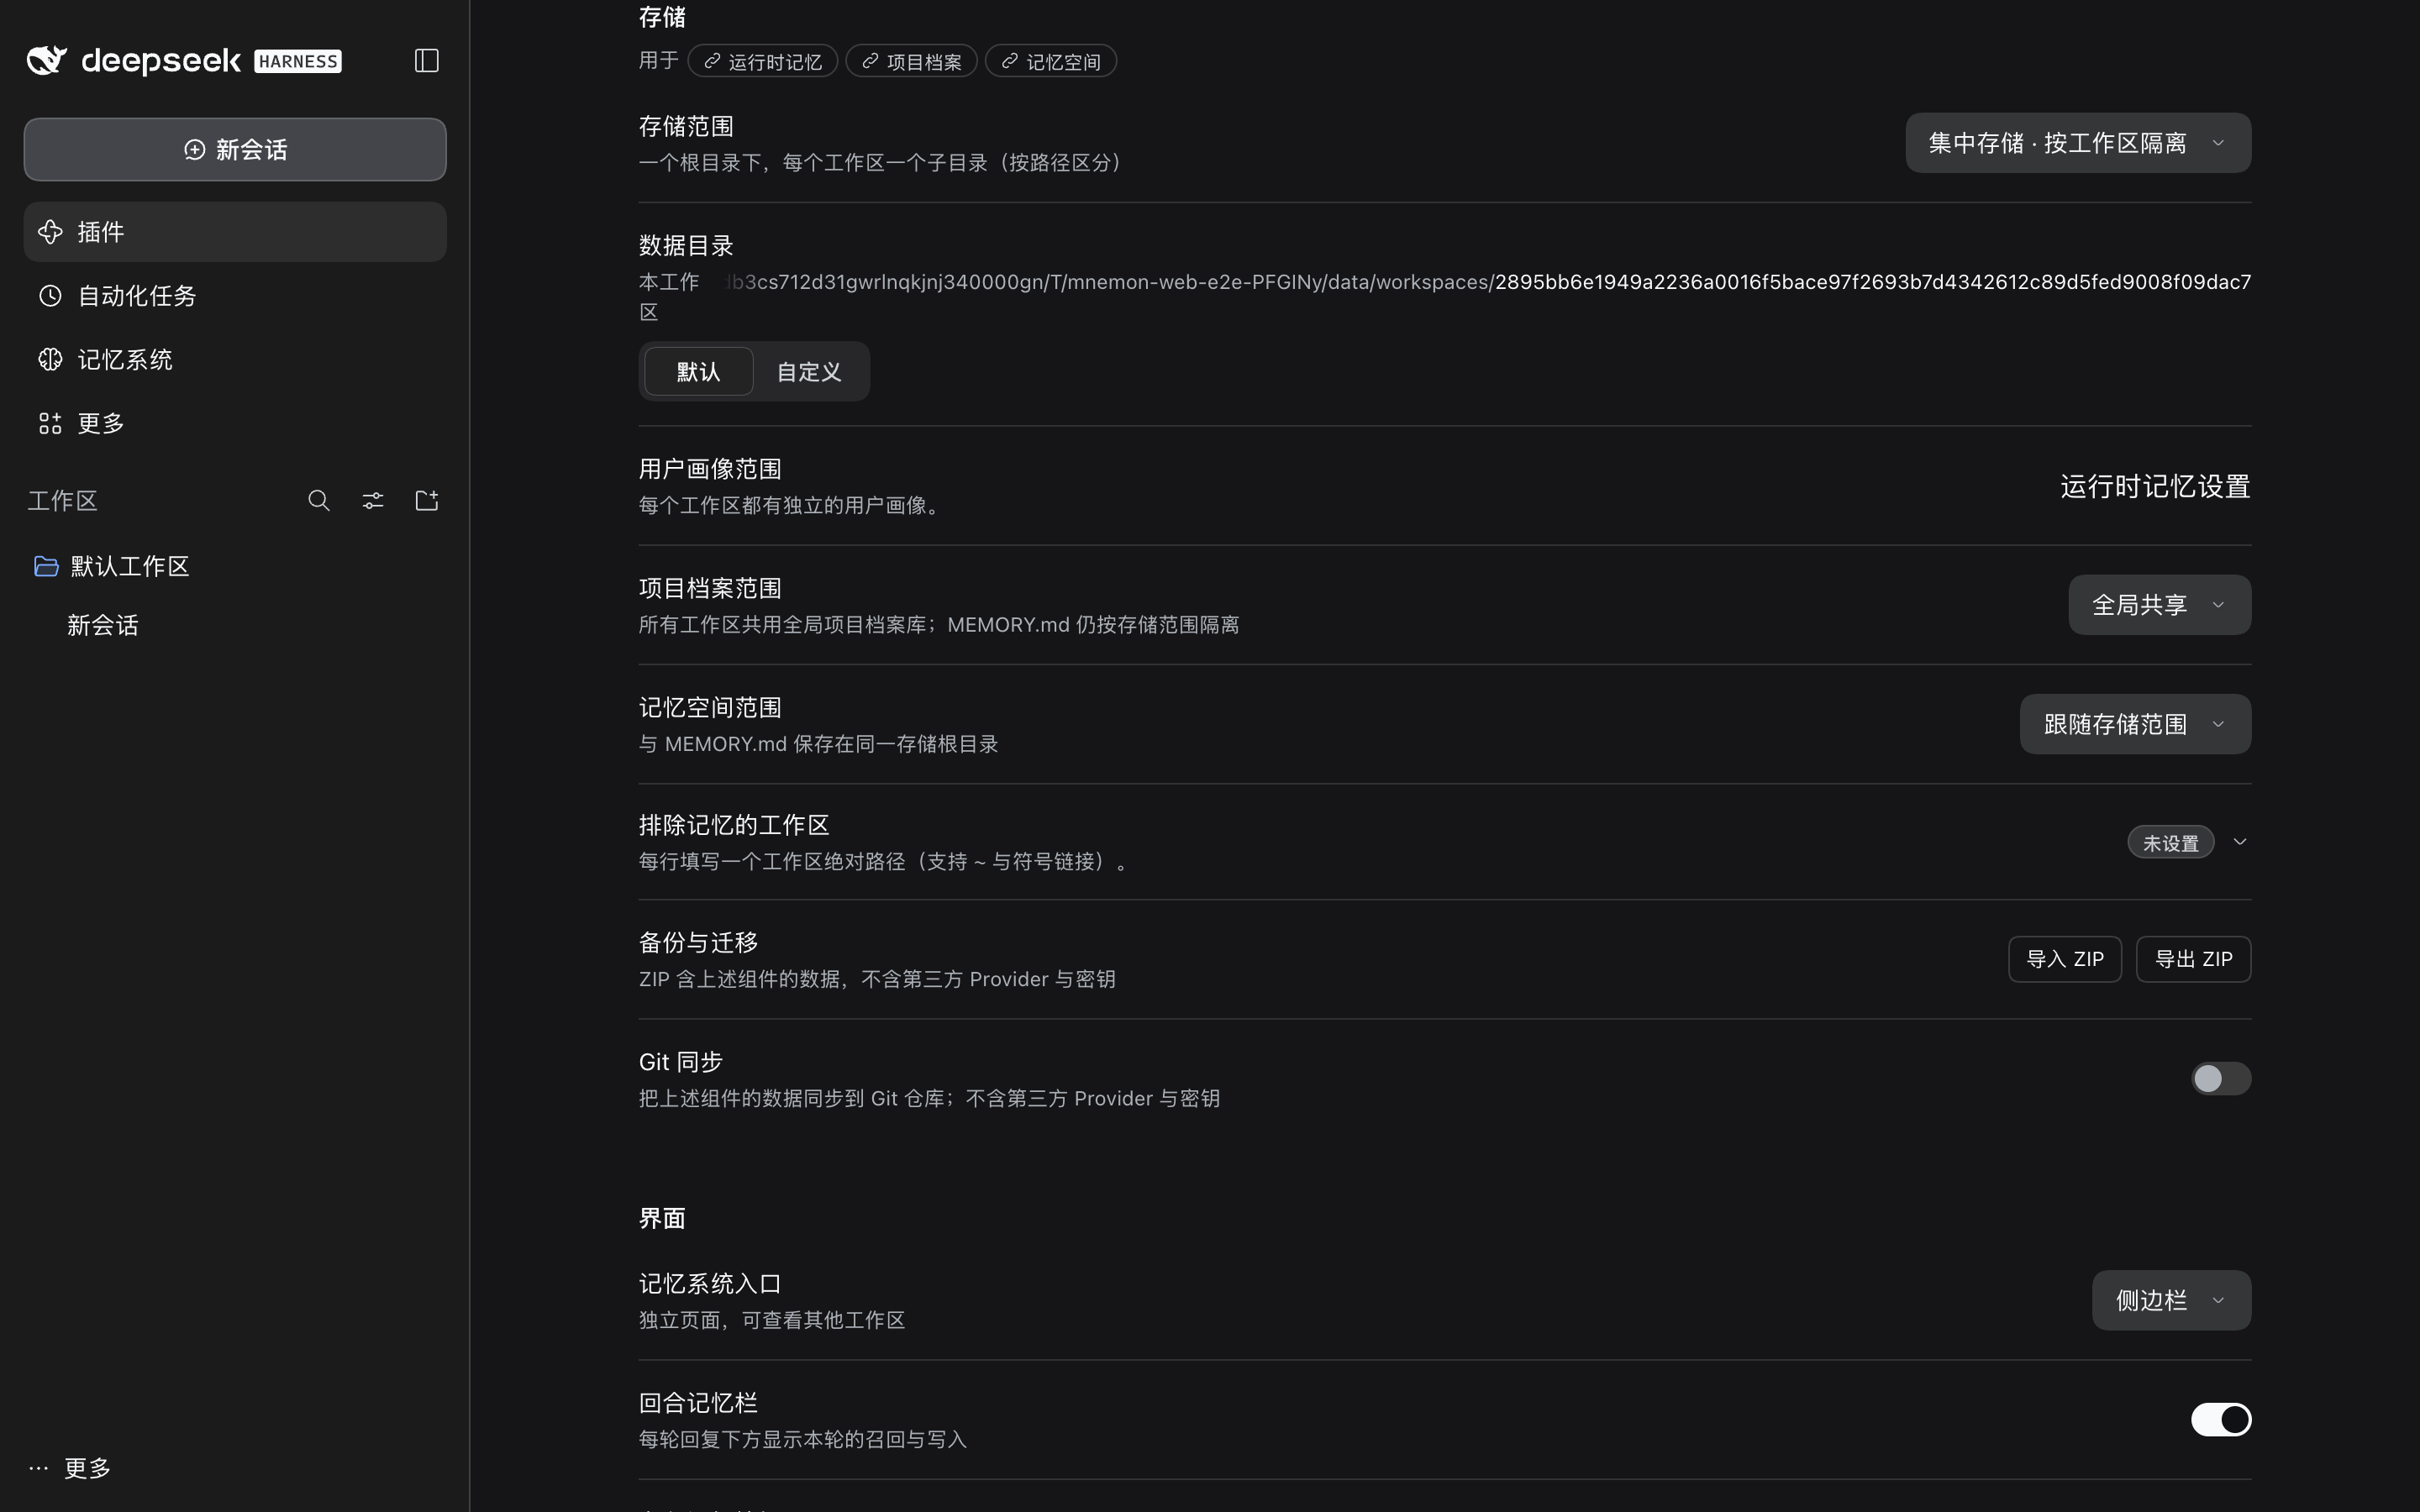 deepseek HARNESS
新会话
插件
自动化任务
记忆系统
更多
工作区
默认工作区
新会话
更多
存储
用于 运行时记忆 项目档案 记忆空间
存储范围
一个根目录下，每个工作区一个子目录（按路径区分）
集中存储 · 按工作区隔离
数据目录
本工作区
b3cs712d31gwrlnqkjnj340000gn/T/mnemon-web-e2e-PFGlNy/data/workspaces/2895bb6e1949a2236a0016f5bace97f2693b7d4342612c89d5fed9008f09dac7
默认 自定义
用户画像范围
每个工作区都有独立的用户画像。
运行时记忆设置
项目档案范围
所有工作区共用全局项目档案库；MEMORY.md 仍按存储范围隔离
全局共享
记忆空间范围
与 MEMORY.md 保存在同一存储根目录
跟随存储范围
排除记忆的工作区
每行填写一个工作区绝对路径（支持 ~ 与符号链接）。
未设置
备份与迁移
ZIP 含上述组件的数据，不含第三方 Provider 与密钥
导入 ZIP 导出 ZIP
Git 同步
把上述组件的数据同步到 Git 仓库；不含第三方 Provider 与密钥
界面
记忆系统入口
独立页面，可查看其他工作区
侧边栏
回合记忆栏
每轮回复下方显示本轮的召回与写入